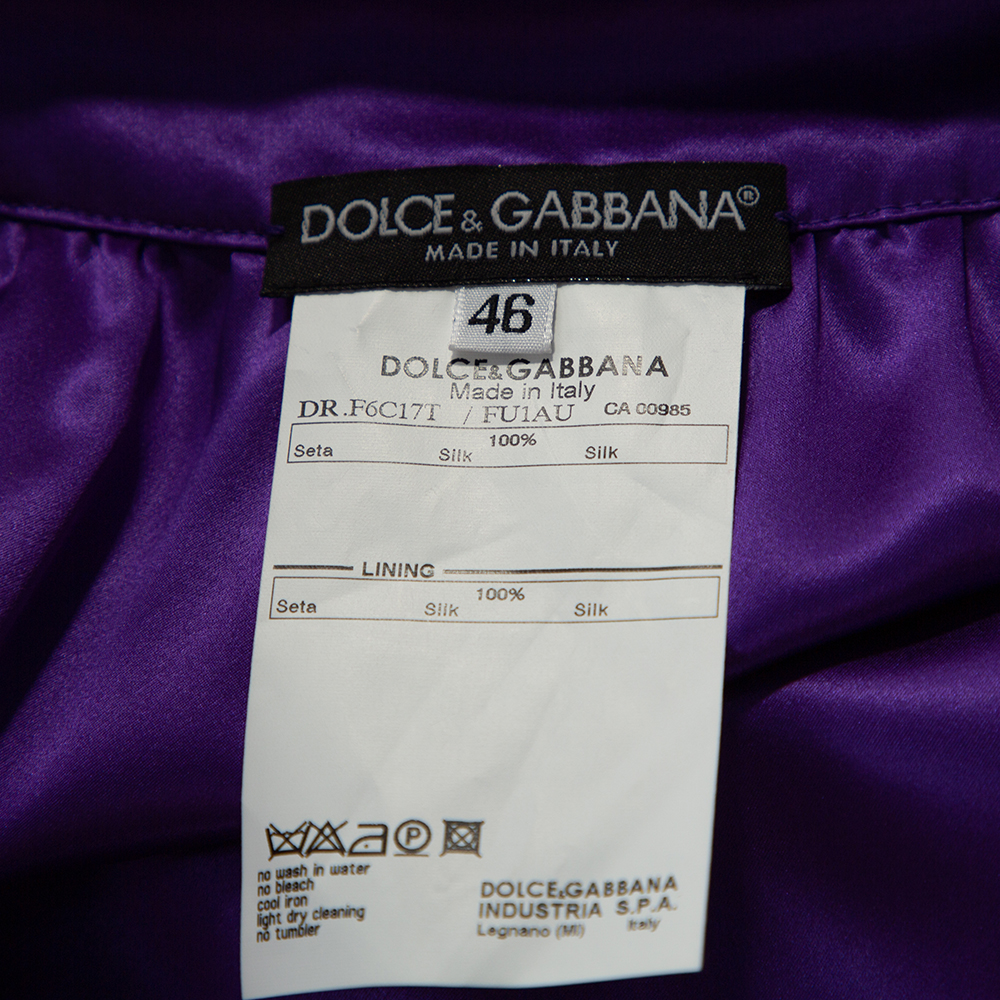 DOLCE & GABBANA®
MADE IN ITALY
46
DOLCE&GABBANA
Made in Italy
DR.F6C17T / FU1AU CA 00985
100%
Seta Silk Silk
LINING
100%
Seta Silk Silk
P
no wash in water
no bleach
cool iron
light dry cleaning
no tumbler
DOLCE&GABBANA
INDUSTRIA S.P.A.
Legnano (MI) Italy